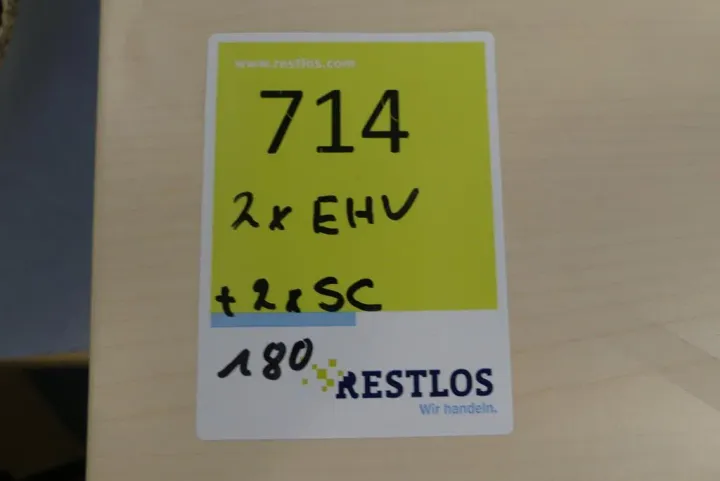 www.restlos.com
714
2x EHV
+ 2x SC
180
RESTLOS
Wir handeln.